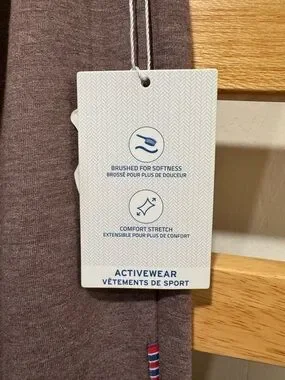 BRUSHED FOR SOFTNESS
BROSSÉ POUR PLUS DE DOUCEUR
COMFORT STRETCH
EXTENSIBLE POUR PLUS DE CONFORT
ACTIVEWEAR
VÊTEMENTS DE SPORT